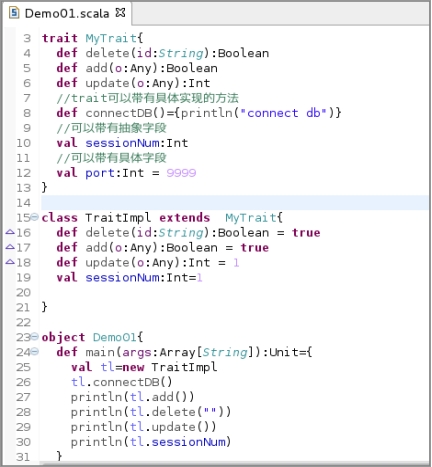 Demo01.scala
3 trait MyTrait{
4 def delete(id:String):Boolean
5 def add(o:Any):Boolean
6 def update(o:Any):Int
7 //trait可以带有具体实现的方法
8 def connectDB()={println("connect db")}
9 //可以带有抽象字段
10 val sessionNum:Int
11 //可以带有具体字段
12 val port:Int = 9999
13 }
14
15 class TraitImpl extends MyTrait{
16 def delete(id:String):Boolean = true
17 def add(o:Any):Boolean = true
18 def update(o:Any):Int = 1
19 val sessionNum:Int=1
20
21 }
22
23 object Demo01{
24 def main(args:Array[String]):Unit={
25 val tl=new TraitImpl
26 tl.connectDB()
27 println(tl.add())
28 println(tl.delete(""))
29 println(tl.update())
30 println(tl.sessionNum)
31 }